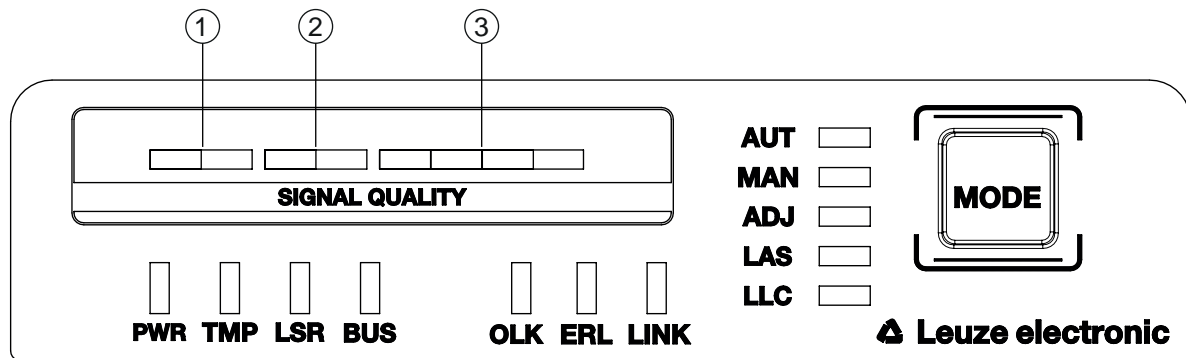 1 2 3
SIGNAL QUALITY
AUT
MAN
ADJ
LAS
LLC
MODE
PWR TMP LSR BUS OLK ERL LINK
Leuze electronic